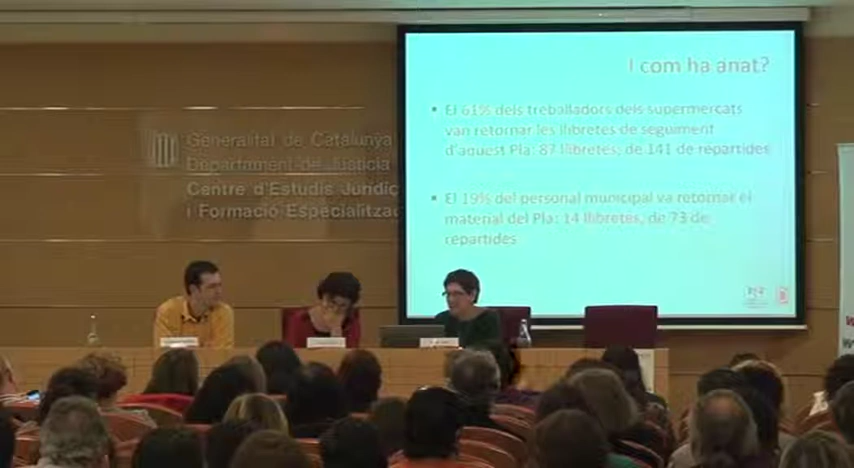 I com ha anat?
• El 61% dels treballadors dels supermercats
van retornar les llibretes de seguiment
d'aquest Pla: 87 llibretes, de 141 de repartides
• El 19% del personal municipal va retornar el
material del Pla: 14 llibretes, de 73 de
repartides
Generalitat de Catalunya
Departament de Justícia
Centre d'Estudis Jurídic
i Formació Especialitzad